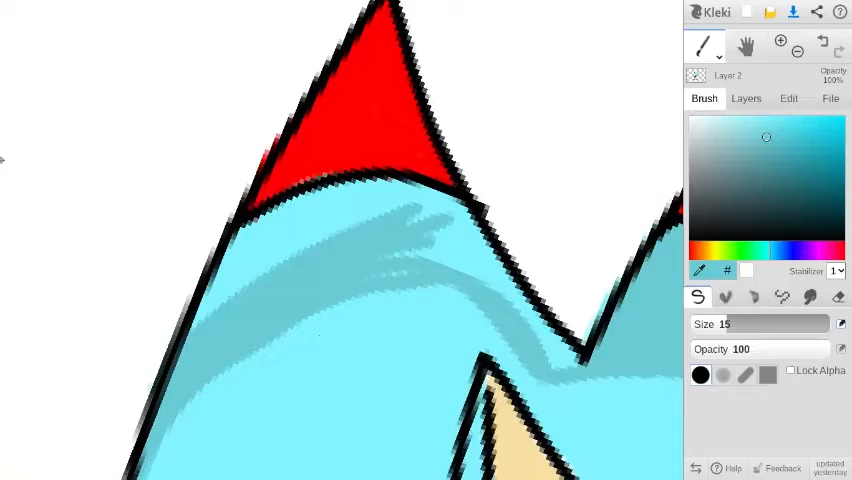 Kleki
Layer 2
Opacity
100%
Brush Layers Edit File
# Stabilizer 1
Size 15
Opacity 100
Lock Alpha
Help Feedback updated
yesterday